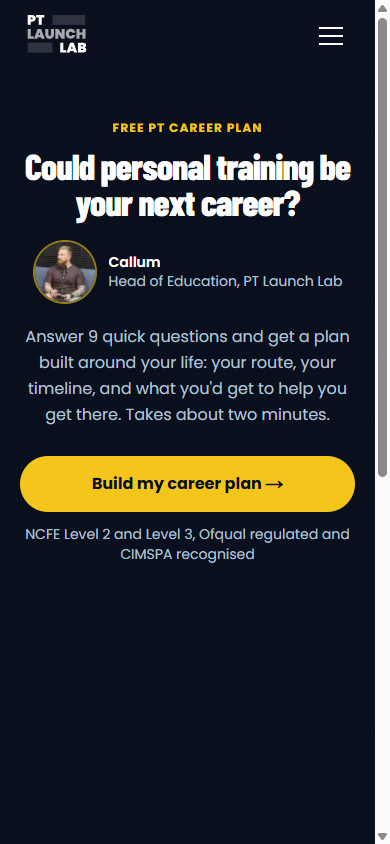 PT
LAUNCH
LAB
FREE PT CAREER PLAN
Could personal training be
your next career?
Callum
Head of Education, PT Launch Lab
Answer 9 quick questions and get a plan
built around your life: your route, your
timeline, and what you'd get to help you
get there. Takes about two minutes.
Build my career plan →
NCFE Level 2 and Level 3, Ofqual regulated and
CIMSPA recognised